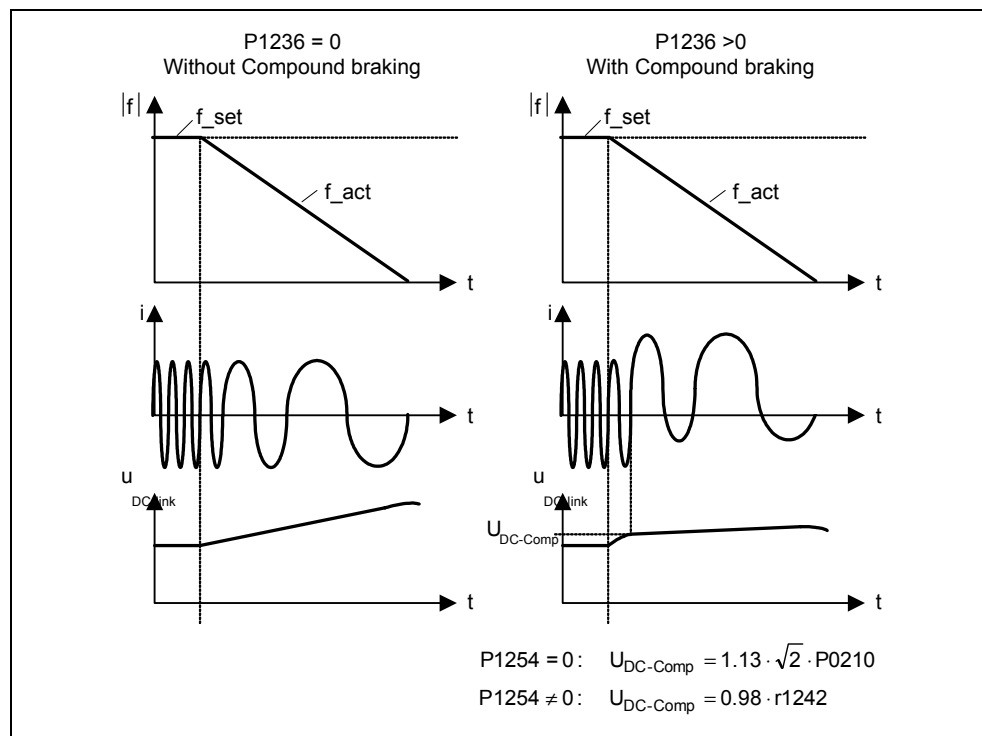 P1236 = 0
Without Compound braking
|f|
f_set
f_act
t
i
t
u
DC-link
t
P1236 >0
With Compound braking
|f|
f_set
f_act
t
i
t
u
DC-link
U_DC-Comp
t
P1254 = 0: U_DC-Comp = 1.13 · √2 · P0210
P1254 ≠ 0: U_DC-Comp = 0.98 · r1242